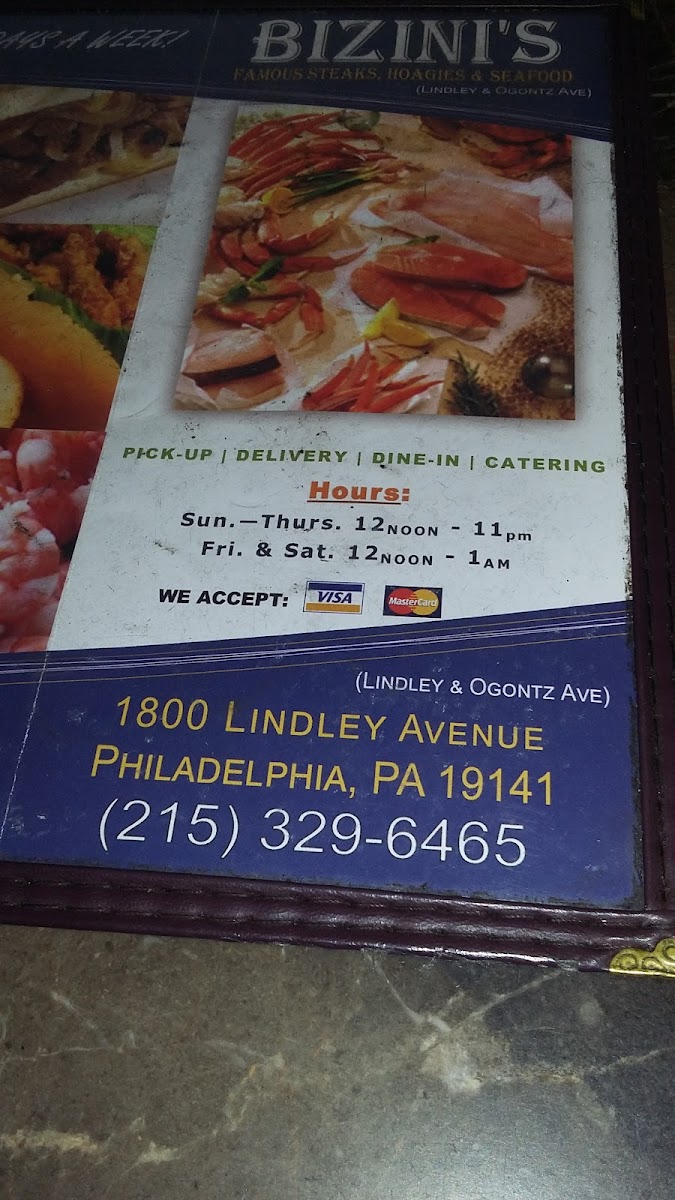 DAYS A WEEK!
BIZINI'S
FAMOUS STEAKS, HOAGIES & SEAFOOD
(LINDLEY & OGONTZ AVE)
PICK-UP | DELIVERY | DINE-IN | CATERING
Hours:
Sun.—Thurs. 12NOON - 11pm
Fri. & Sat. 12NOON - 1AM
WE ACCEPT: VISA MasterCard
(LINDLEY & OGONTZ AVE)
1800 LINDLEY AVENUE
PHILADELPHIA, PA 19141
(215) 329-6465